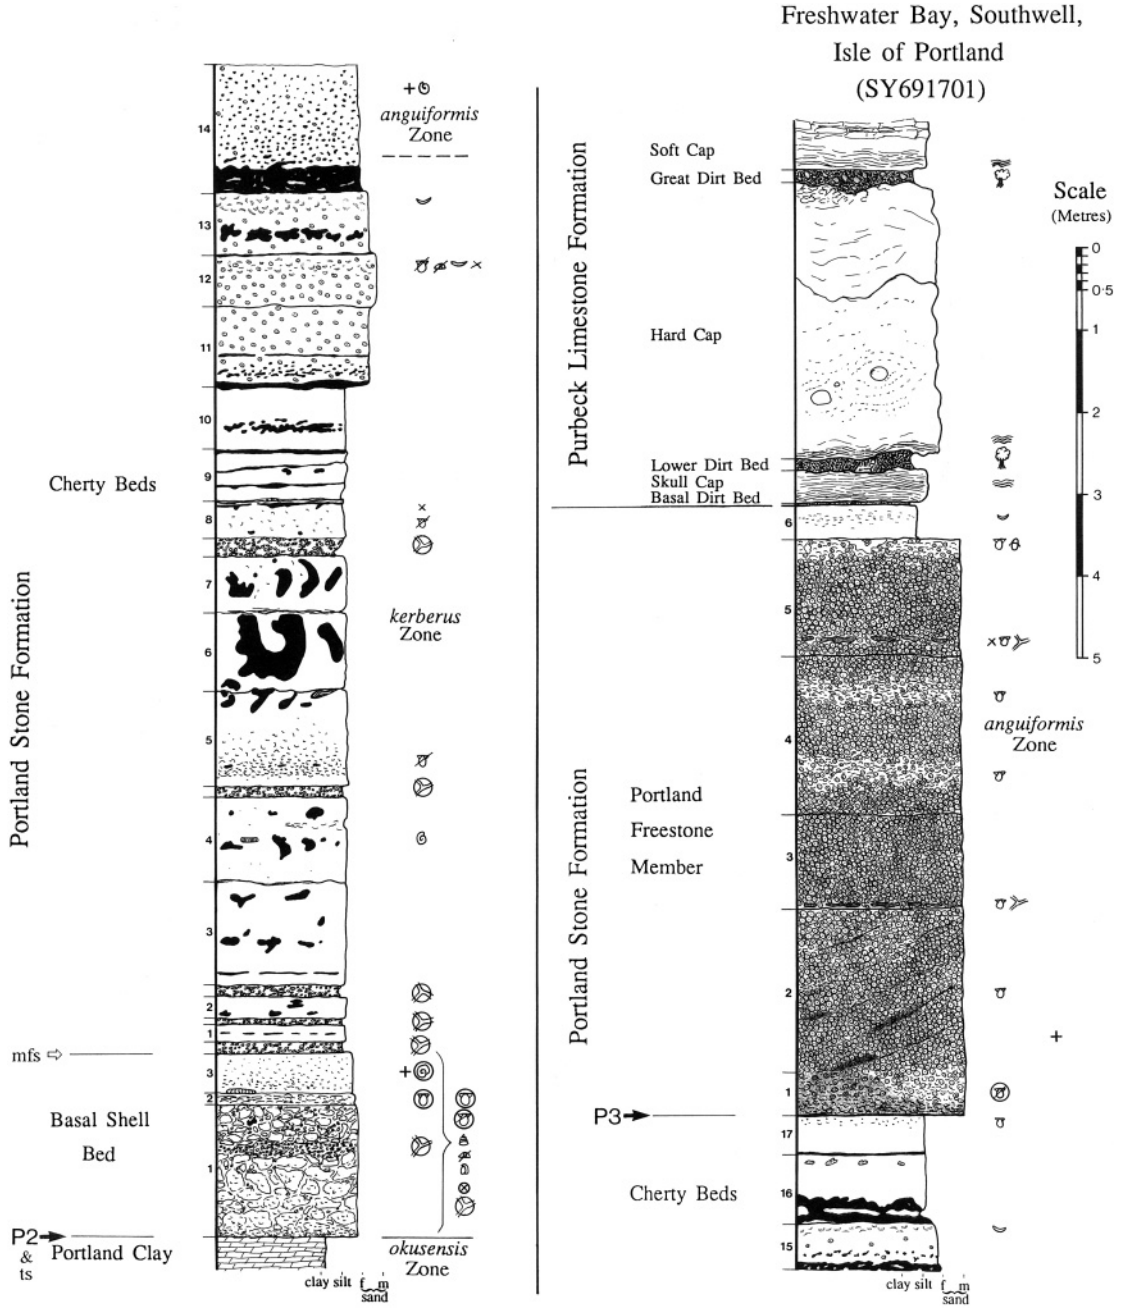 Freshwater Bay, Southwell,
Isle of Portland
(SY691701)
Portland Stone Formation
14
13
12
11
10
9
8
7
6
5
4
3
2
1
3
2
1
Cherty Beds
mfs
Basal Shell
Bed
P2
&
ts
Portland Clay
+
anguiformis
Zone
x
x
kerberus
Zone
+
okusensis
Zone
clay silt f m
sand
Purbeck Limestone Formation
Portland Stone Formation
Soft Cap
Great Dirt Bed
Hard Cap
Lower Dirt Bed
Skull Cap
Basal Dirt Bed
Portland
Freestone
Member
P3
Cherty Beds
6
5
4
3
2
1
17
16
15
x
anguiformis
Zone
+
clay silt f m
sand
Scale
(Metres)
0
0·5
1
2
3
4
5